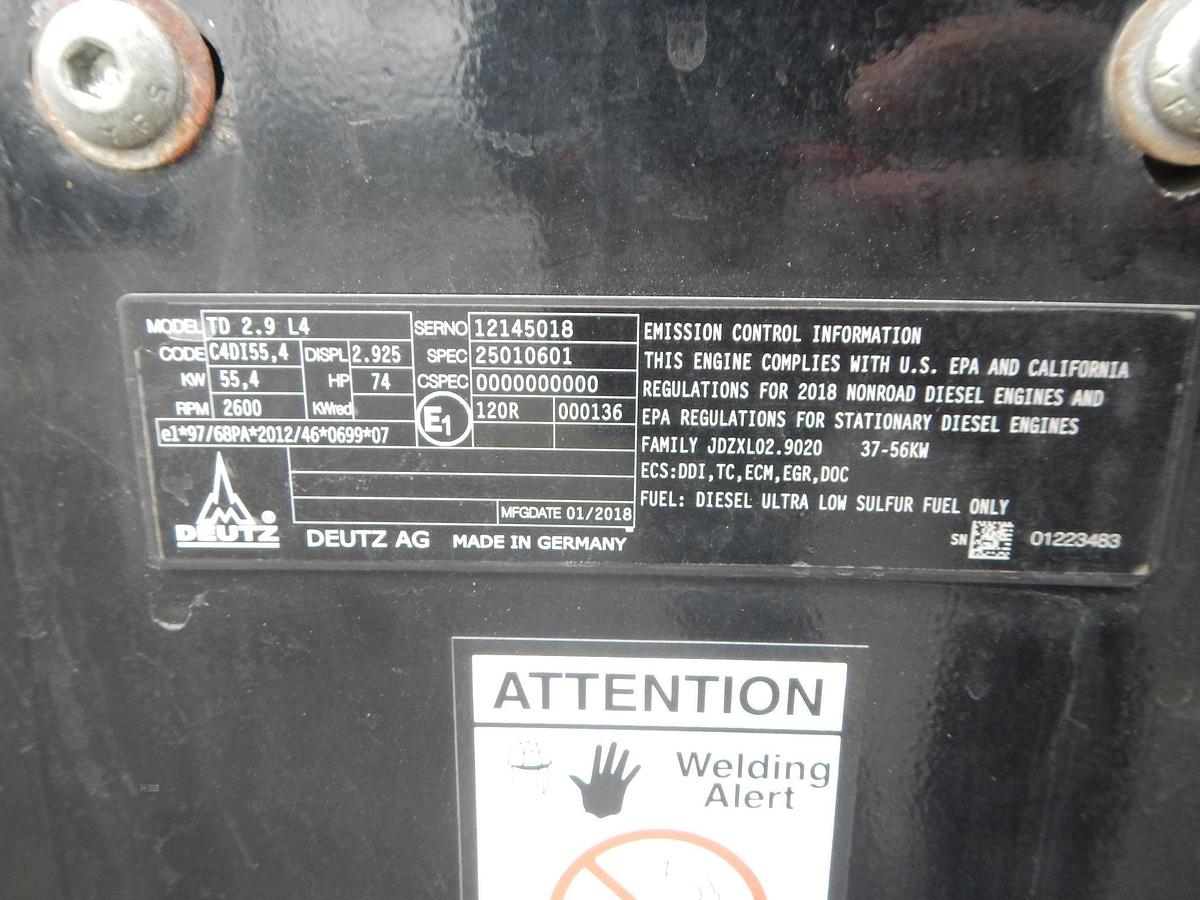 MODEL TD 2.9 L4
CODE C4DI55,4 DISPL 2.925
KW 55,4 HP 74
RPM 2600 KWred
e1*97/68PA*2012/46*0699*07
SERNO 12145018
SPEC 25010601
CSPEC 0000000000
E1 120R 000136
MFGDATE 01/2018
DEUTZ® DEUTZ AG MADE IN GERMANY
EMISSION CONTROL INFORMATION
THIS ENGINE COMPLIES WITH U.S. EPA AND CALIFORNIA
REGULATIONS FOR 2018 NONROAD DIESEL ENGINES AND
EPA REGULATIONS FOR STATIONARY DIESEL ENGINES
FAMILY JDZXL02.9020 37-56KW
ECS:DDI,TC,ECM,EGR,DOC
FUEL: DIESEL ULTRA LOW SULFUR FUEL ONLY
SN 01223483
ATTENTION
Welding
Alert